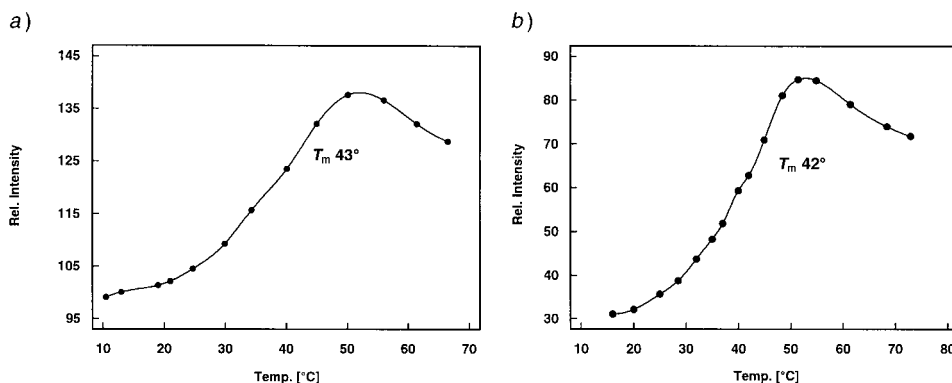 a)
145
135
125
115
105
95
Rel. Intensity
Tm 43°
10 20 30 40 50 60 70
Temp. [°C]
b)
90
80
70
60
50
40
30
Rel. Intensity
Tm 42°
10 20 30 40 50 60 70 80
Temp. [°C]